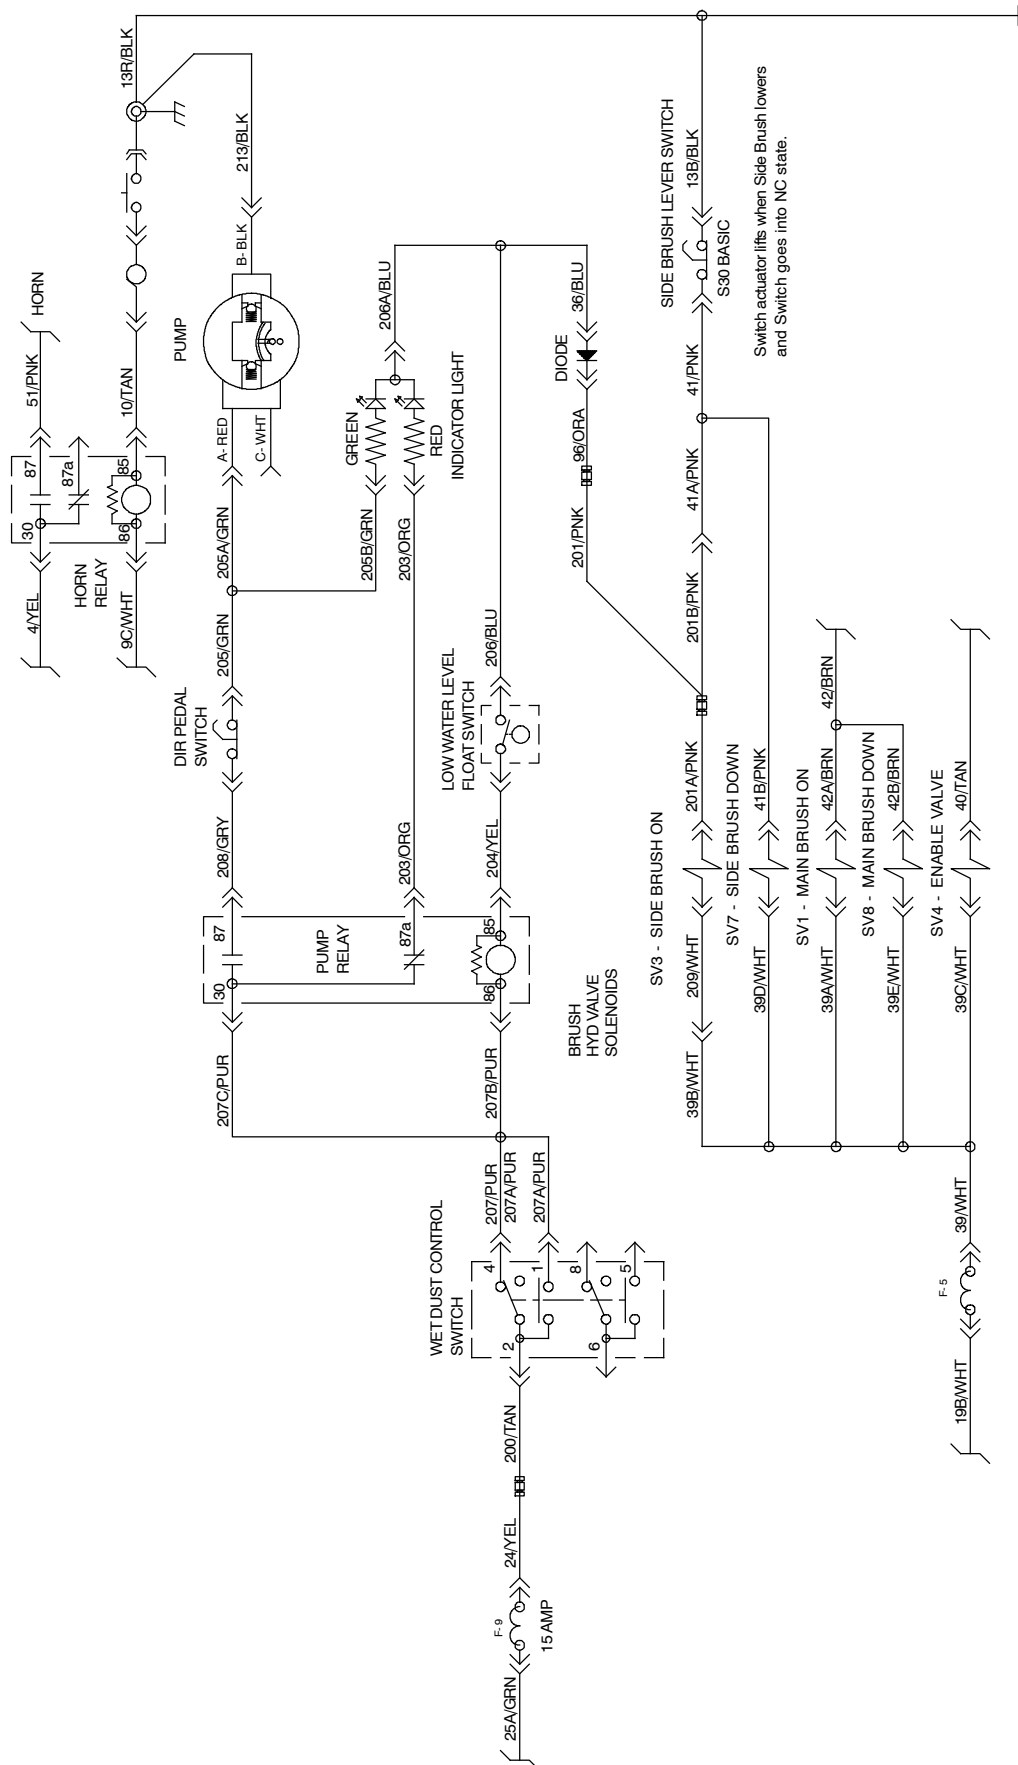 13R/BLK
HORN
51/PNK
10/TAN
87
87a
85
30
86
HORN
RELAY
4/YEL
9C/WHT
213/BLK
B- BLK
PUMP
A- RED
C- WHT
205A/GRN
205/GRN
205B/GRN
DIR PEDAL
SWITCH
208/GRY
206A/BLU
GREEN
RED
INDICATOR LIGHT
203/ORG
203/ORG
87
87a
85
30
86
PUMP
RELAY
206/BLU
LOW WATER LEVEL
FLOAT SWITCH
204/YEL
207C/PUR
207B/PUR
207/PUR
207A/PUR
207A/PUR
WET DUST CONTROL
SWITCH
4
1
8
5
2
6
200/TAN
24/YEL
F- 9
15 AMP
25A/GRN
36/BLU
DIODE
96/ORA
201/PNK
SIDE BRUSH LEVER SWITCH
13B/BLK
S30 BASIC
Switch actuator lifts when Side Brush lowers
and Switch goes into NC state.
41/PNK
41A/PNK
201B/PNK
201A/PNK
41B/PNK
42/BRN
42A/BRN
42B/BRN
40/TAN
BRUSH
HYD VALVE
SOLENOIDS
SV3 - SIDE BRUSH ON
SV7 - SIDE BRUSH DOWN
SV1 - MAIN BRUSH ON
SV8 - MAIN BRUSH DOWN
SV4 - ENABLE VALVE
209/WHT
39B/WHT
39D/WHT
39A/WHT
39E/WHT
39C/WHT
39/WHT
F- 5
19B/WHT